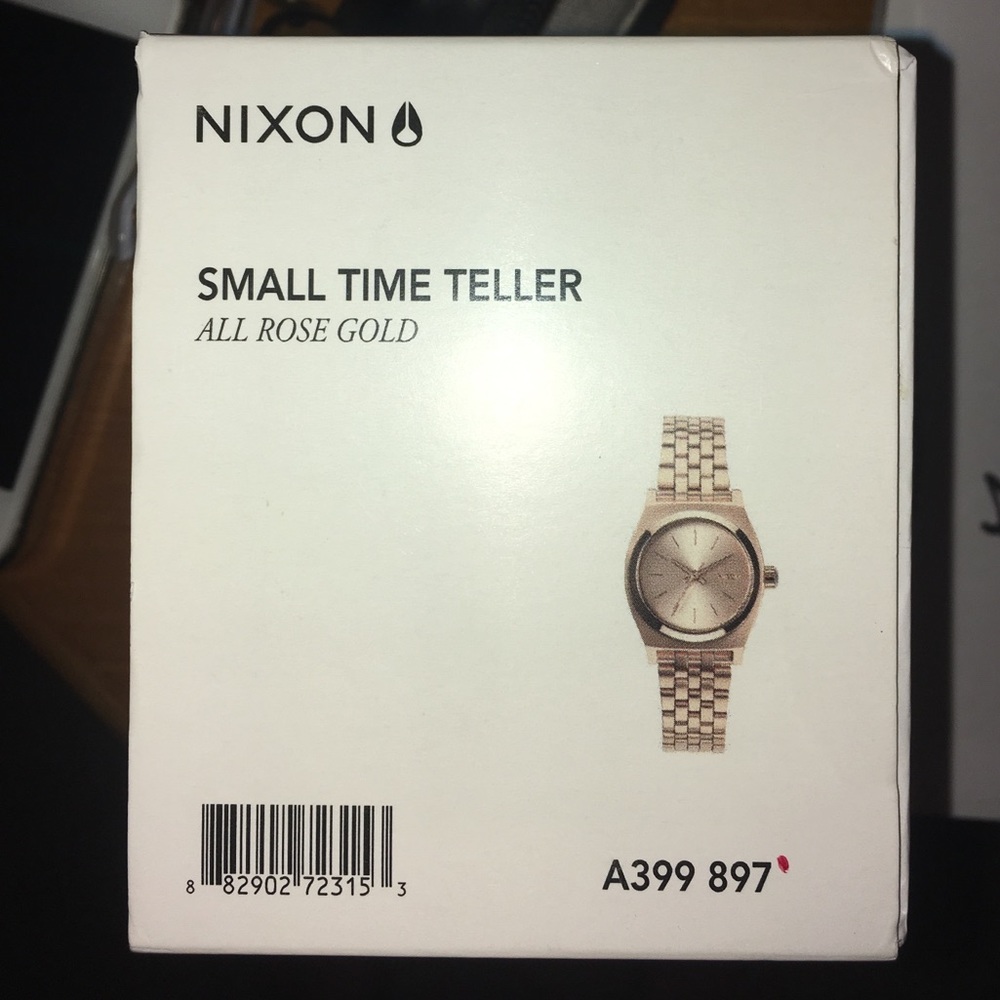 NIXON
SMALL TIME TELLER
ALL ROSE GOLD
8 82902 72315 3
A399 897